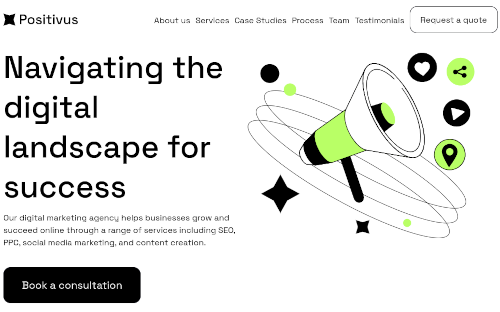 Positivus
About us Services Case Studies Process Team Testimonials Request a quote
Navigating the
digital
landscape for
success
Our digital marketing agency helps businesses grow and
succeed online through a range of services including SEO,
PPC, social media marketing, and content creation.
Book a consultation